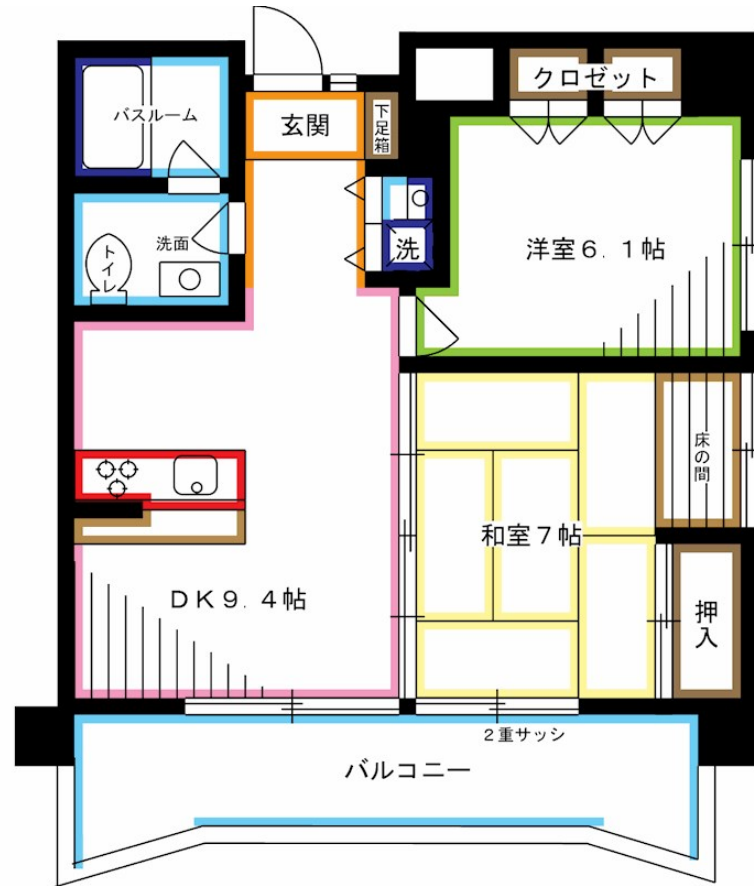 クロゼット
バスルーム
玄関
下足箱
洗
洋室6.1帖
トイレ
洗面
床の間
和室7帖
DK9.4帖
押入
2重サッシ
バルコニー